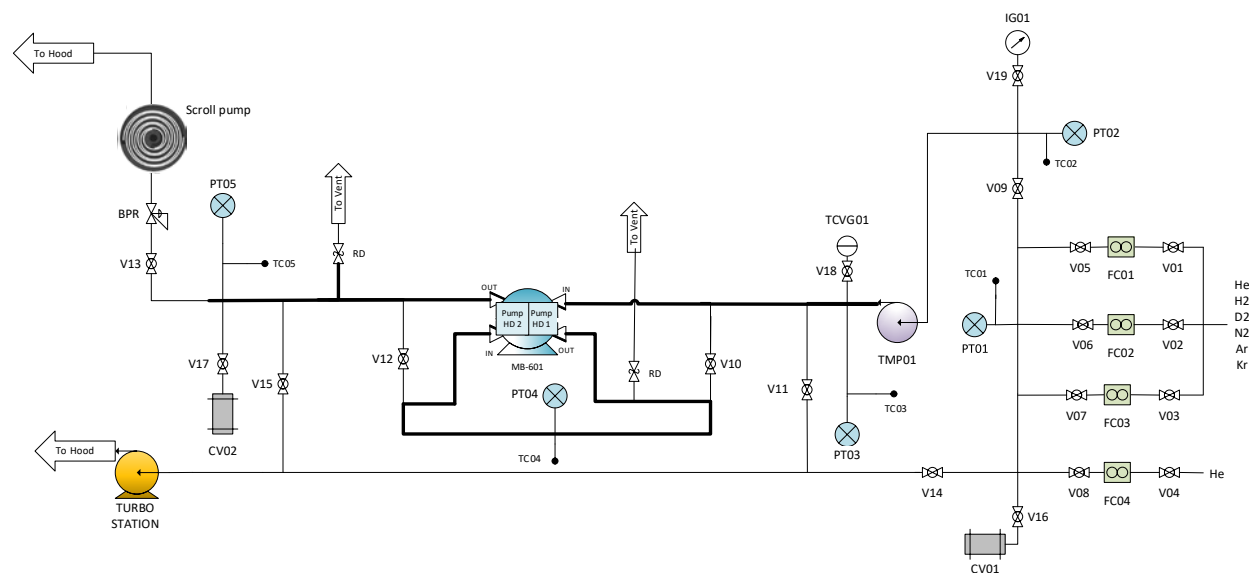 IG01
To Hood
V19
Scroll pump
PT02
TC02
PT05
To Vent
V09
BPR
To Vent
TCVG01
V13
TC05
RD
V18
V05
FC01
V01
TC01
OUT
IN
Pump
HD 2
Pump
HD 1
He
H2
D2
N2
Ar
Kr
PT01
V06
FC02
V02
TMP01
IN
OUT
MB-601
V12
V17
V15
RD
V10
V11
PT04
TC03
V07
FC03
V03
CV02
PT03
To Hood
TC04
V14
V08
FC04
V04
He
TURBO
STATION
V16
CV01